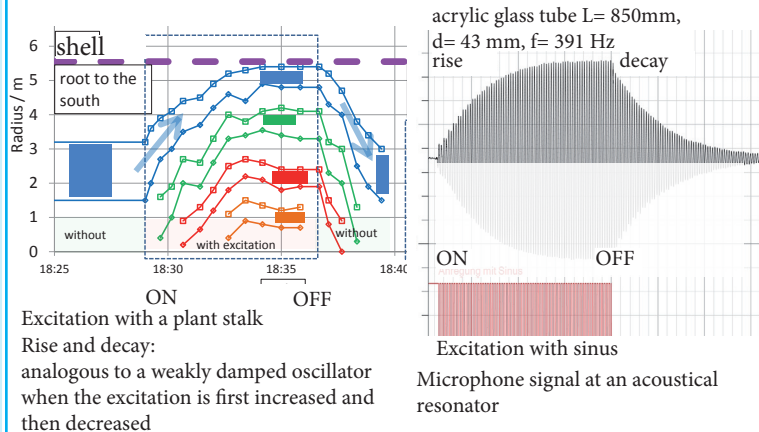 shell
root to the
south
Radius / m
6
5
4
3
2
1
0
without
with excitation
without
18:25
18:30
18:35
18:40
ON
OFF
Excitation with a plant stalk
Rise and decay:
analogous to a weakly damped oscillator
when the excitation is first increased and
then decreased
acrylic glass tube L= 850mm,
d= 43 mm, f= 391 Hz
rise
decay
ON
OFF
Anregung mit Sinus
Excitation with sinus
Microphone signal at an acoustical
resonator